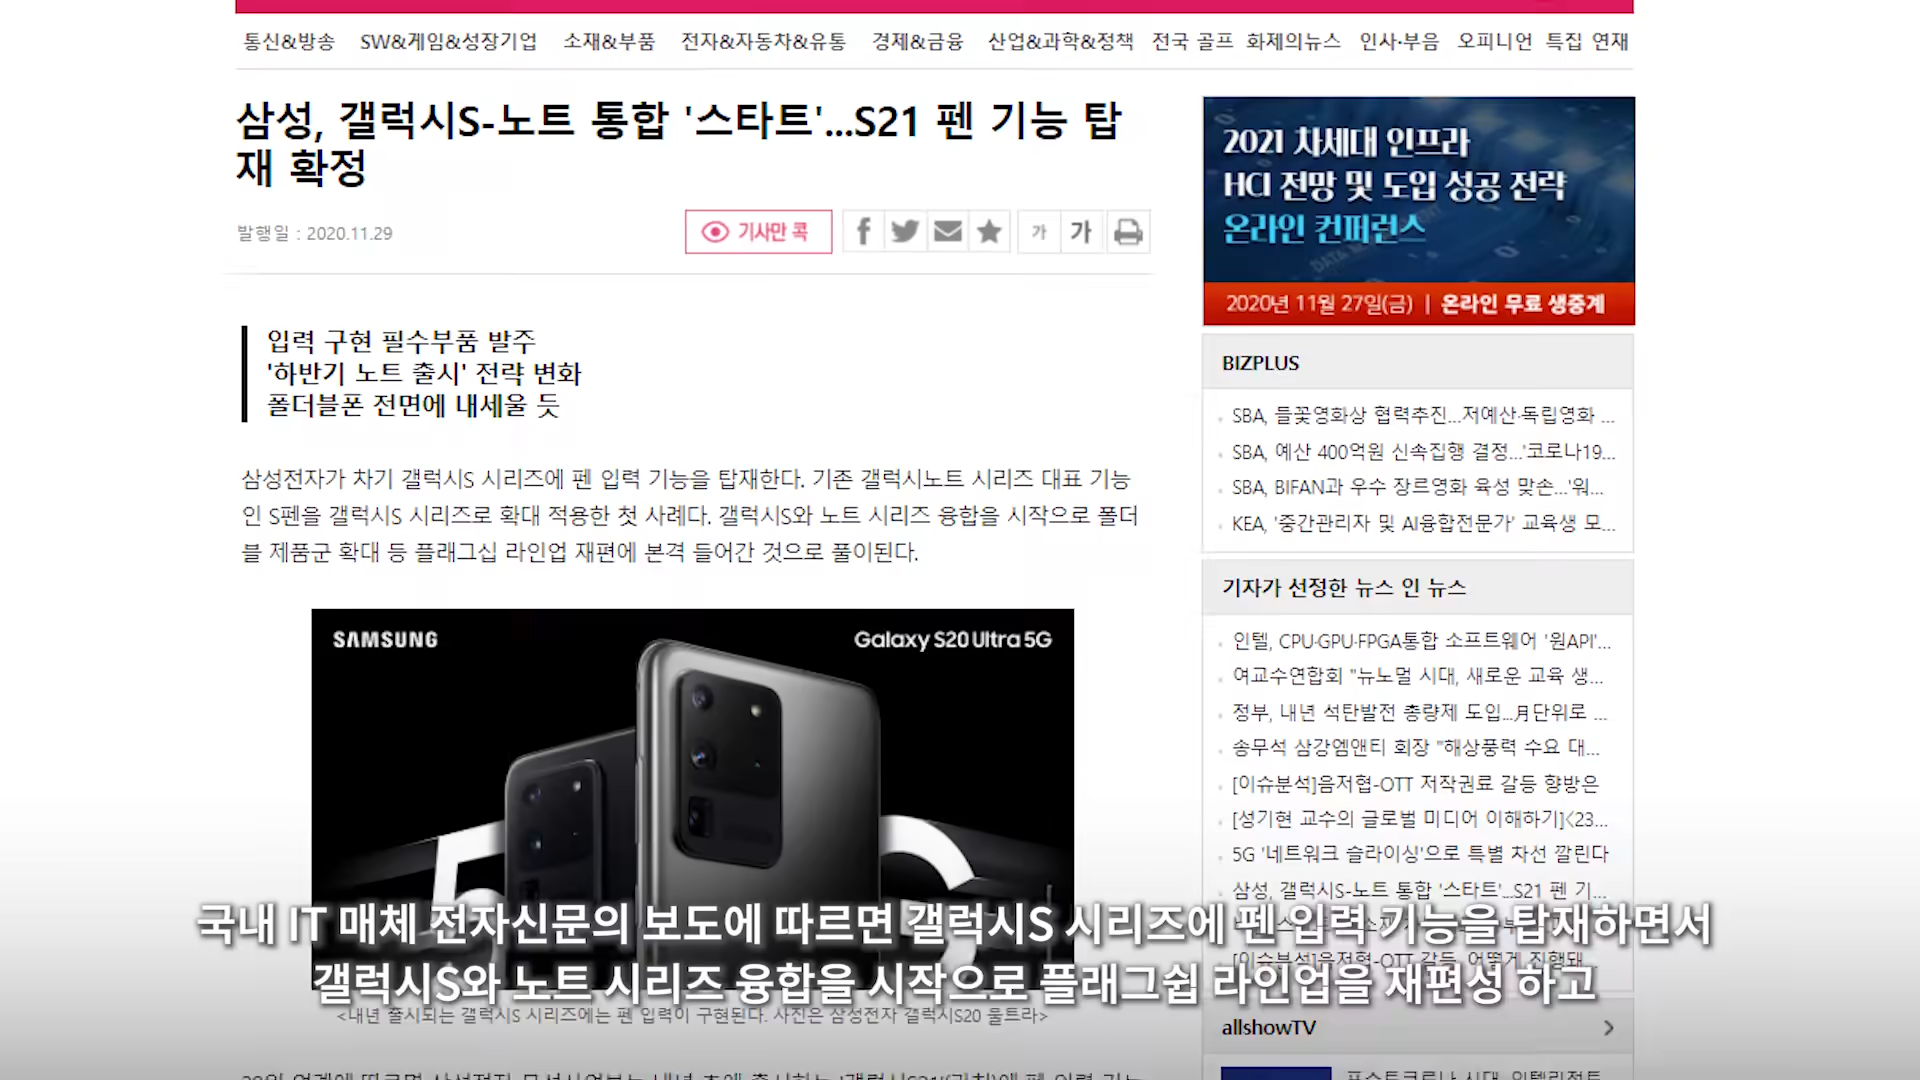 통신&방송 SW&게임&성장기업 소재&부품 전자&자동차&유통 경제&금융 산업&과학&정책 전국 골프 화제의뉴스 인사·부음 오피니언 특집 연재
삼성, 갤럭시S-노트 통합 '스타트'...S21 펜 기능 탑
재 확정
발행일 : 2020.11.29
기사만 콕
가 가
입력 구현 필수부품 발주
'하반기 노트 출시' 전략 변화
폴더블폰 전면에 내세울 듯
삼성전자가 차기 갤럭시S 시리즈에 펜 입력 기능을 탑재한다. 기존 갤럭시노트 시리즈 대표 기능
인 S펜을 갤럭시S 시리즈로 확대 적용한 첫 사례다. 갤럭시S와 노트 시리즈 융합을 시작으로 폴더
블 제품군 확대 등 플래그십 라인업 재편에 본격 들어간 것으로 풀이된다.
SAMSUNG
Galaxy S20 Ultra 5G
<내년 출시되는 갤럭시S 시리즈에는 펜 입력이 구현된다. 사진은 삼성전자 갤럭시S20 울트라>
2021 차세대 인프라
HCI 전망 및 도입 성공 전략
온라인 컨퍼런스
2020년 11월 27일(금) | 온라인 무료 생중계
BIZPLUS
SBA, 들꽃영화상 협력추진...저예산·독립영화 ...
SBA, 예산 400억원 신속집행 결정...'코로나19...
SBA, BIFAN과 우수 장르영화 육성 맞손...'워...
KEA, '중간관리자 및 AI융합전문가' 교육생 모...
기자가 선정한 뉴스 인 뉴스
인텔, CPU·GPU·FPGA통합 소프트웨어 '원API'...
여교수연합회 "뉴노멀 시대, 새로운 교육 생...
정부, 내년 석탄발전 총량제 도입...月단위로 ...
송무석 삼강엠앤티 회장 "해상풍력 수요 대...
[이슈분석]음저협-OTT 저작권료 갈등 향방은
[성기현 교수의 글로벌 미디어 이해하기]<23...
5G '네트워크 슬라이싱'으로 특별 차선 깔린다
삼성, 갤럭시S-노트 통합 '스타트'...S21 펜 기...
[이슈분석]음저협-OTT 갈등, 어떻게 진행돼
allshowTV
국내 IT 매체 전자신문의 보도에 따르면 갤럭시S 시리즈에 펜 입력 기능을 탑재하면서
갤럭시S와 노트 시리즈 융합을 시작으로 플래그쉽 라인업을 재편성 하고